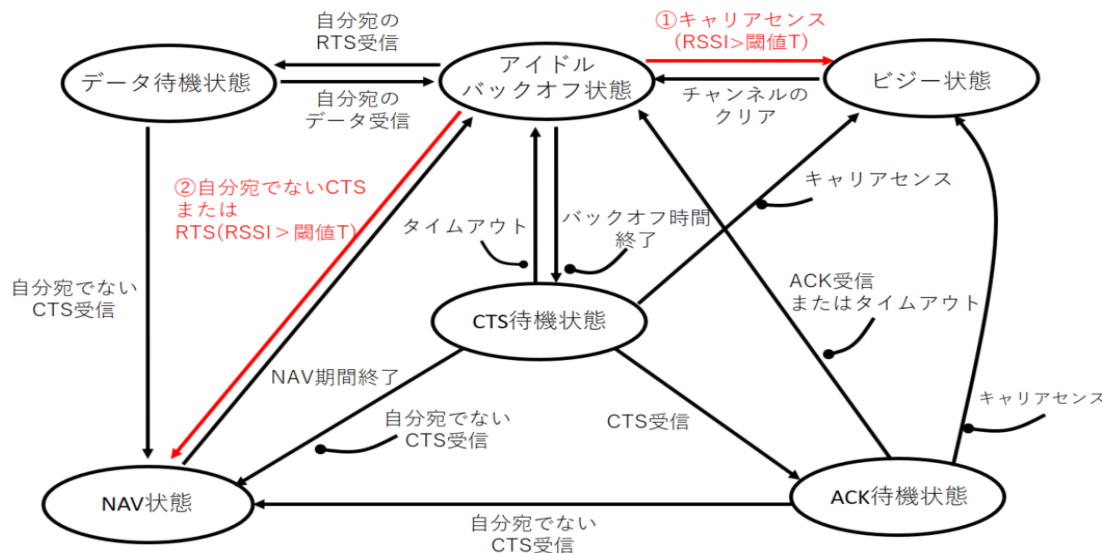 自分宛の
RTS受信
①キャリアセンス
(RSSI>閾値T)
データ待機状態
アイドル
バックオフ状態
ビジー状態
自分宛の
データ受信
チャンネルの
クリア
②自分宛でないCTS
または
RTS(RSSI>閾値T)
キャリアセンス
タイムアウト
バックオフ時間
終了
自分宛でない
CTS受信
ACK受信
またはタイムアウト
CTS待機状態
NAV期間終了
自分宛でない
CTS受信
CTS受信
キャリアセンス
NAV状態
ACK待機状態
自分宛でない
CTS受信